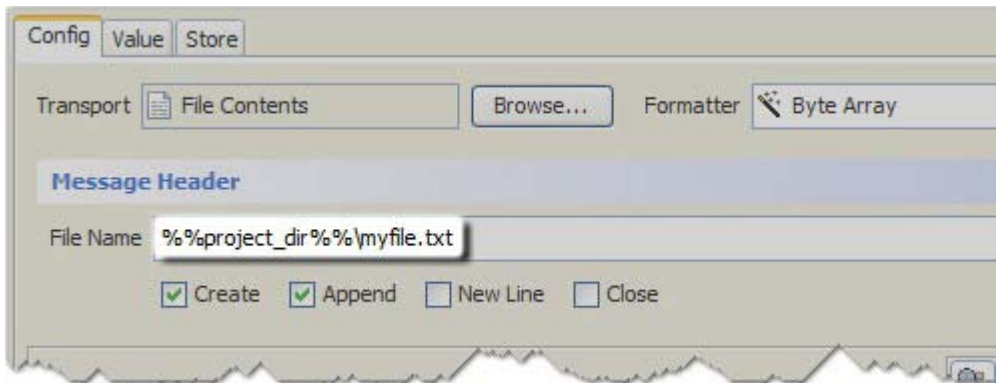 Config Value Store
Transport File Contents Browse... Formatter Byte Array
Message Header
File Name %%project_dir%%\myfile.txt
Create Append New Line Close